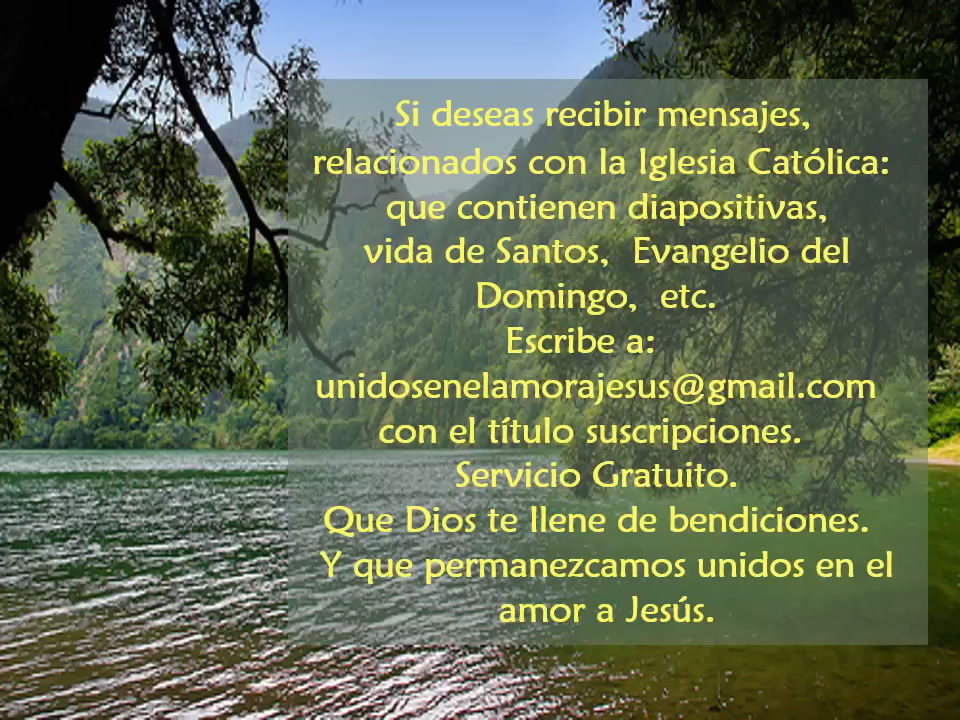 Si deseas recibir mensajes,
relacionados con la Iglesia Católica:
que contienen diapositivas,
vida de Santos, Evangelio del
Domingo, etc.
Escribe a:
unidosenelamorajesus@gmail.com
con el título suscripciones.
Servicio Gratuito.
Que Dios te llene de bendiciones.
Y que permanezcamos unidos en el
amor a Jesús.